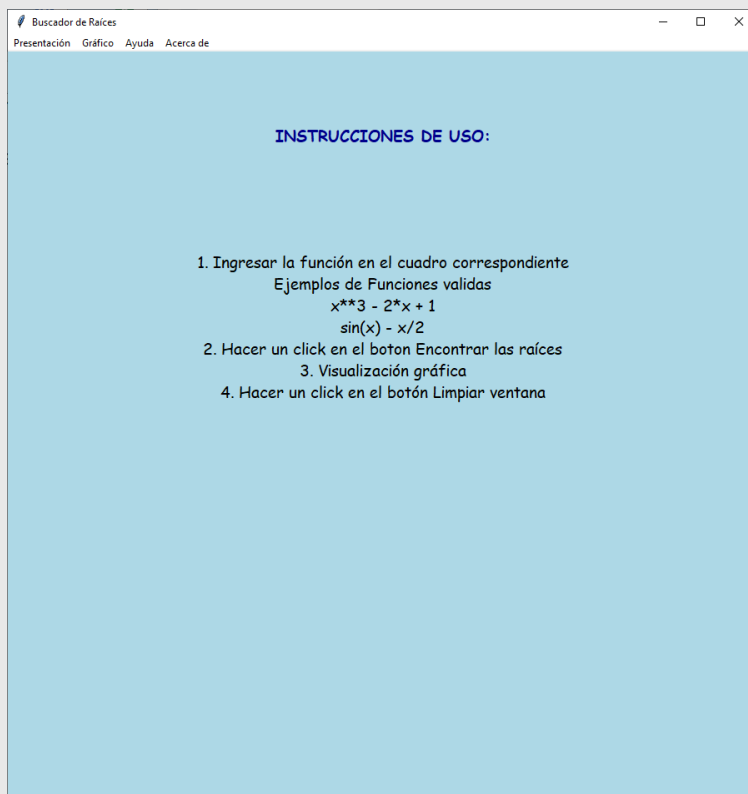 Buscador de Raíces
Presentación Gráfico Ayuda Acerca de
INSTRUCCIONES DE USO:
1. Ingresar la función en el cuadro correspondiente
Ejemplos de Funciones validas
x**3 - 2*x + 1
sin(x) - x/2
2. Hacer un click en el boton Encontrar las raíces
3. Visualización gráfica
4. Hacer un click en el botón Limpiar ventana